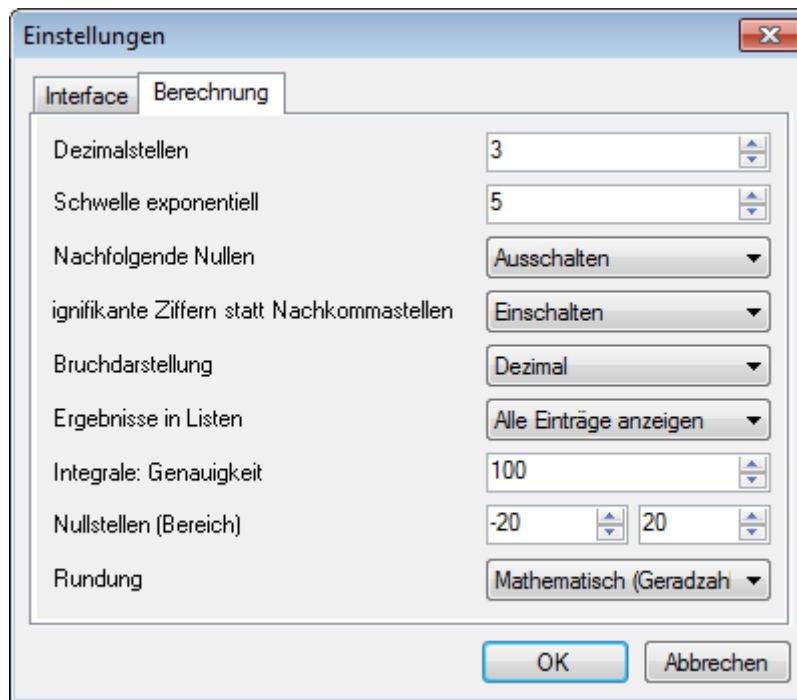 Einstellungen
Interface Berechnung
Dezimalstellen 3
Schwelle exponentiell 5
Nachfolgende Nullen Ausschalten
ignifikante Ziffern statt Nachkommastellen Einschalten
Bruchdarstellung Dezimal
Ergebnisse in Listen Alle Einträge anzeigen
Integrale: Genauigkeit 100
Nullstellen (Bereich) -20 20
Rundung Mathematisch (Geradzahl
OK Abbrechen